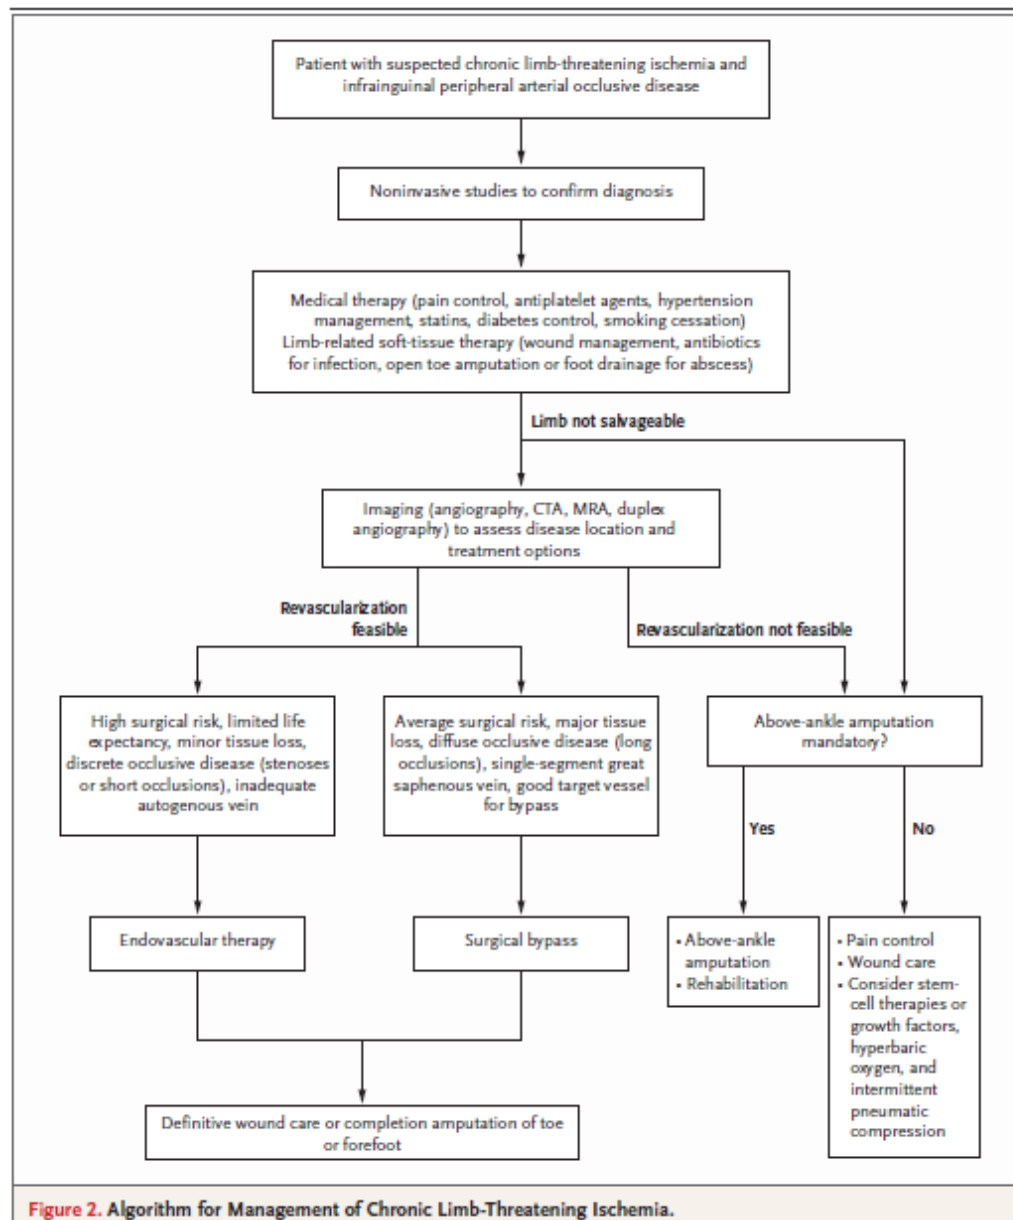 Patient with suspected chronic limb-threatening ischemia and
infrainguinal peripheral arterial occlusive disease
Noninvasive studies to confirm diagnosis
Medical therapy (pain control, antiplatelet agents, hypertension
management, statins, diabetes control, smoking cessation)
Limb-related soft-tissue therapy (wound management, antibiotics
for infection, open toe amputation or foot drainage for abscess)
Limb not salvageable
Imaging (angiography, CTA, MRA, duplex
angiography) to assess disease location and
treatment options
Revascularization
feasible
Revascularization not feasible
High surgical risk, limited life
expectancy, minor tissue loss,
discrete occlusive disease (stenoses
or short occlusions), inadequate
autogenous vein
Average surgical risk, major tissue
loss, diffuse occlusive disease (long
occlusions), single-segment great
saphenous vein, good target vessel
for bypass
Above-ankle amputation
mandatory?
Yes
No
Endovascular therapy
Surgical bypass
• Above-ankle
amputation
• Rehabilitation
• Pain control
• Wound care
• Consider stem-
cell therapies or
growth factors,
hyperbaric
oxygen, and
intermittent
pneumatic
compression
Definitive wound care or completion amputation of toe
or forefoot
Figure 2. Algorithm for Management of Chronic Limb-Threatening Ischemia.